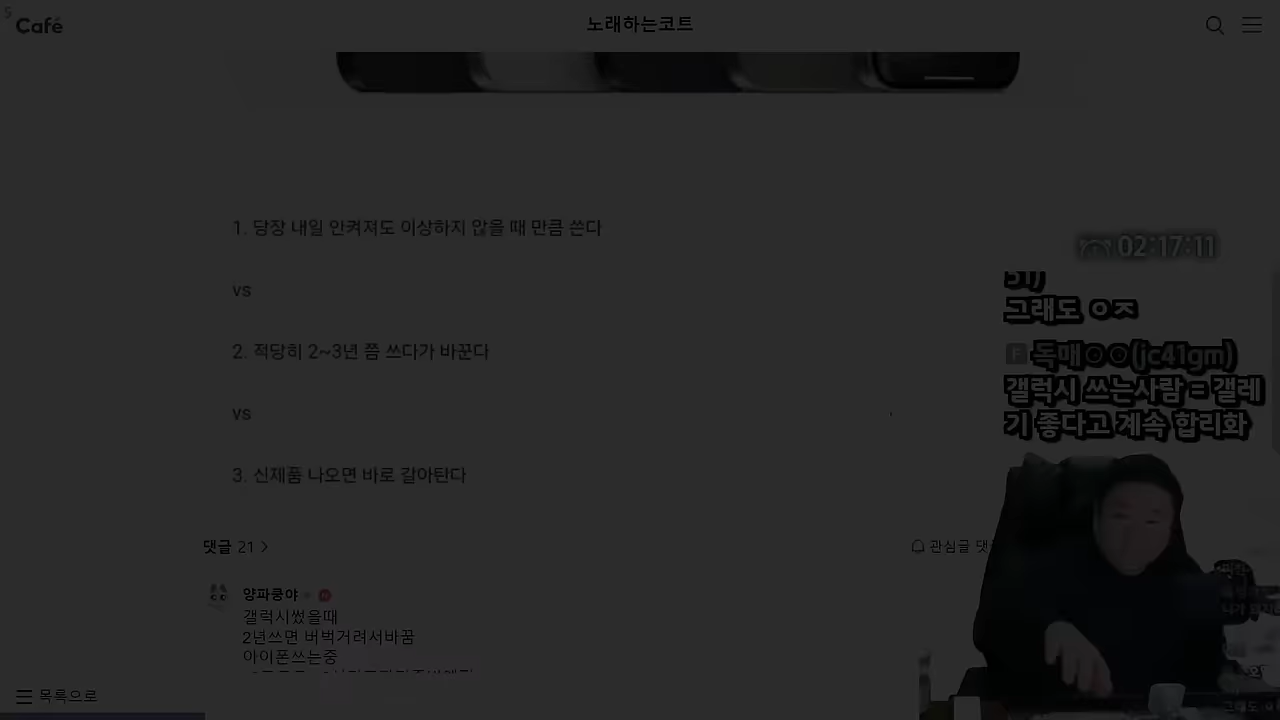 Cafe
노래하는코트
1. 당장 내일 안켜져도 이상하지 않을 때 만큼 쓴다
02:17:11
51)
그래도 ㅇㅈ
vs
2. 적당히 2~3년 쯤 쓰다가 바꾼다
F 독매○○(jc41gm)
갤럭시 쓰는사람 = 갤레
기 좋다고 계속 합리화
vs
3. 신제품 나오면 바로 갈아탄다
댓글 21
관심글 댓
양파쿵야
갤럭시썼을때
2년쓰면 버벅거려서바꿈
아이폰쓰는중
목록으로